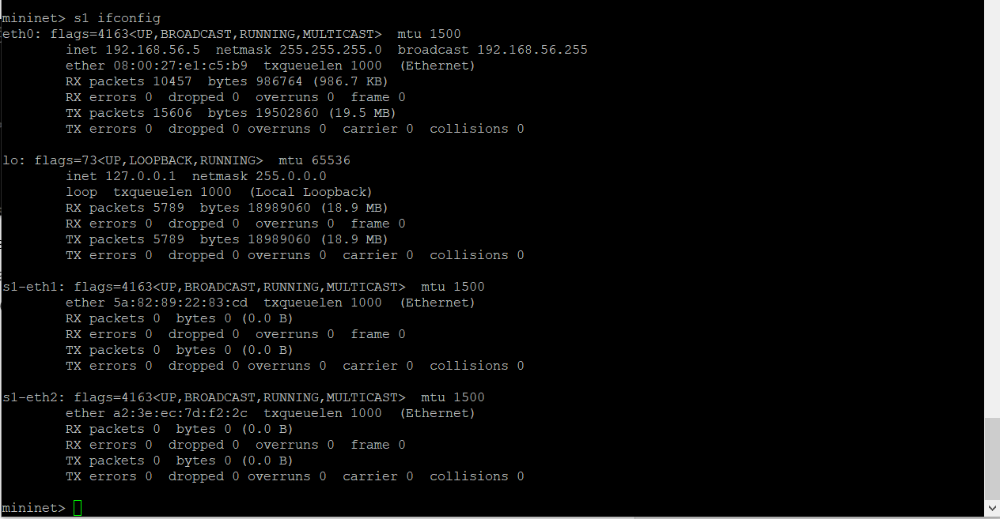 mininet> s1 ifconfig
eth0: flags=4163<UP,BROADCAST,RUNNING,MULTICAST>  mtu 1500
        inet 192.168.56.5  netmask 255.255.255.0  broadcast 192.168.56.255
        ether 08:00:27:e1:c5:b9  txqueuelen 1000  (Ethernet)
        RX packets 10457  bytes 986764 (986.7 KB)
        RX errors 0  dropped 0  overruns 0  frame 0
        TX packets 15606  bytes 19502860 (19.5 MB)
        TX errors 0  dropped 0 overruns 0  carrier 0  collisions 0

lo: flags=73<UP,LOOPBACK,RUNNING>  mtu 65536
        inet 127.0.0.1  netmask 255.0.0.0
        loop  txqueuelen 1000  (Local Loopback)
        RX packets 5789  bytes 18989060 (18.9 MB)
        RX errors 0  dropped 0  overruns 0  frame 0
        TX packets 5789  bytes 18989060 (18.9 MB)
        TX errors 0  dropped 0 overruns 0  carrier 0  collisions 0

s1-eth1: flags=4163<UP,BROADCAST,RUNNING,MULTICAST>  mtu 1500
        ether 5a:82:89:22:83:cd  txqueuelen 1000  (Ethernet)
        RX packets 0  bytes 0 (0.0 B)
        RX errors 0  dropped 0  overruns 0  frame 0
        TX packets 0  bytes 0 (0.0 B)
        TX errors 0  dropped 0 overruns 0  carrier 0  collisions 0

s1-eth2: flags=4163<UP,BROADCAST,RUNNING,MULTICAST>  mtu 1500
        ether a2:3e:ec:7d:f2:2c  txqueuelen 1000  (Ethernet)
        RX packets 0  bytes 0 (0.0 B)
        RX errors 0  dropped 0  overruns 0  frame 0
        TX packets 0  bytes 0 (0.0 B)
        TX errors 0  dropped 0 overruns 0  carrier 0  collisions 0

mininet>